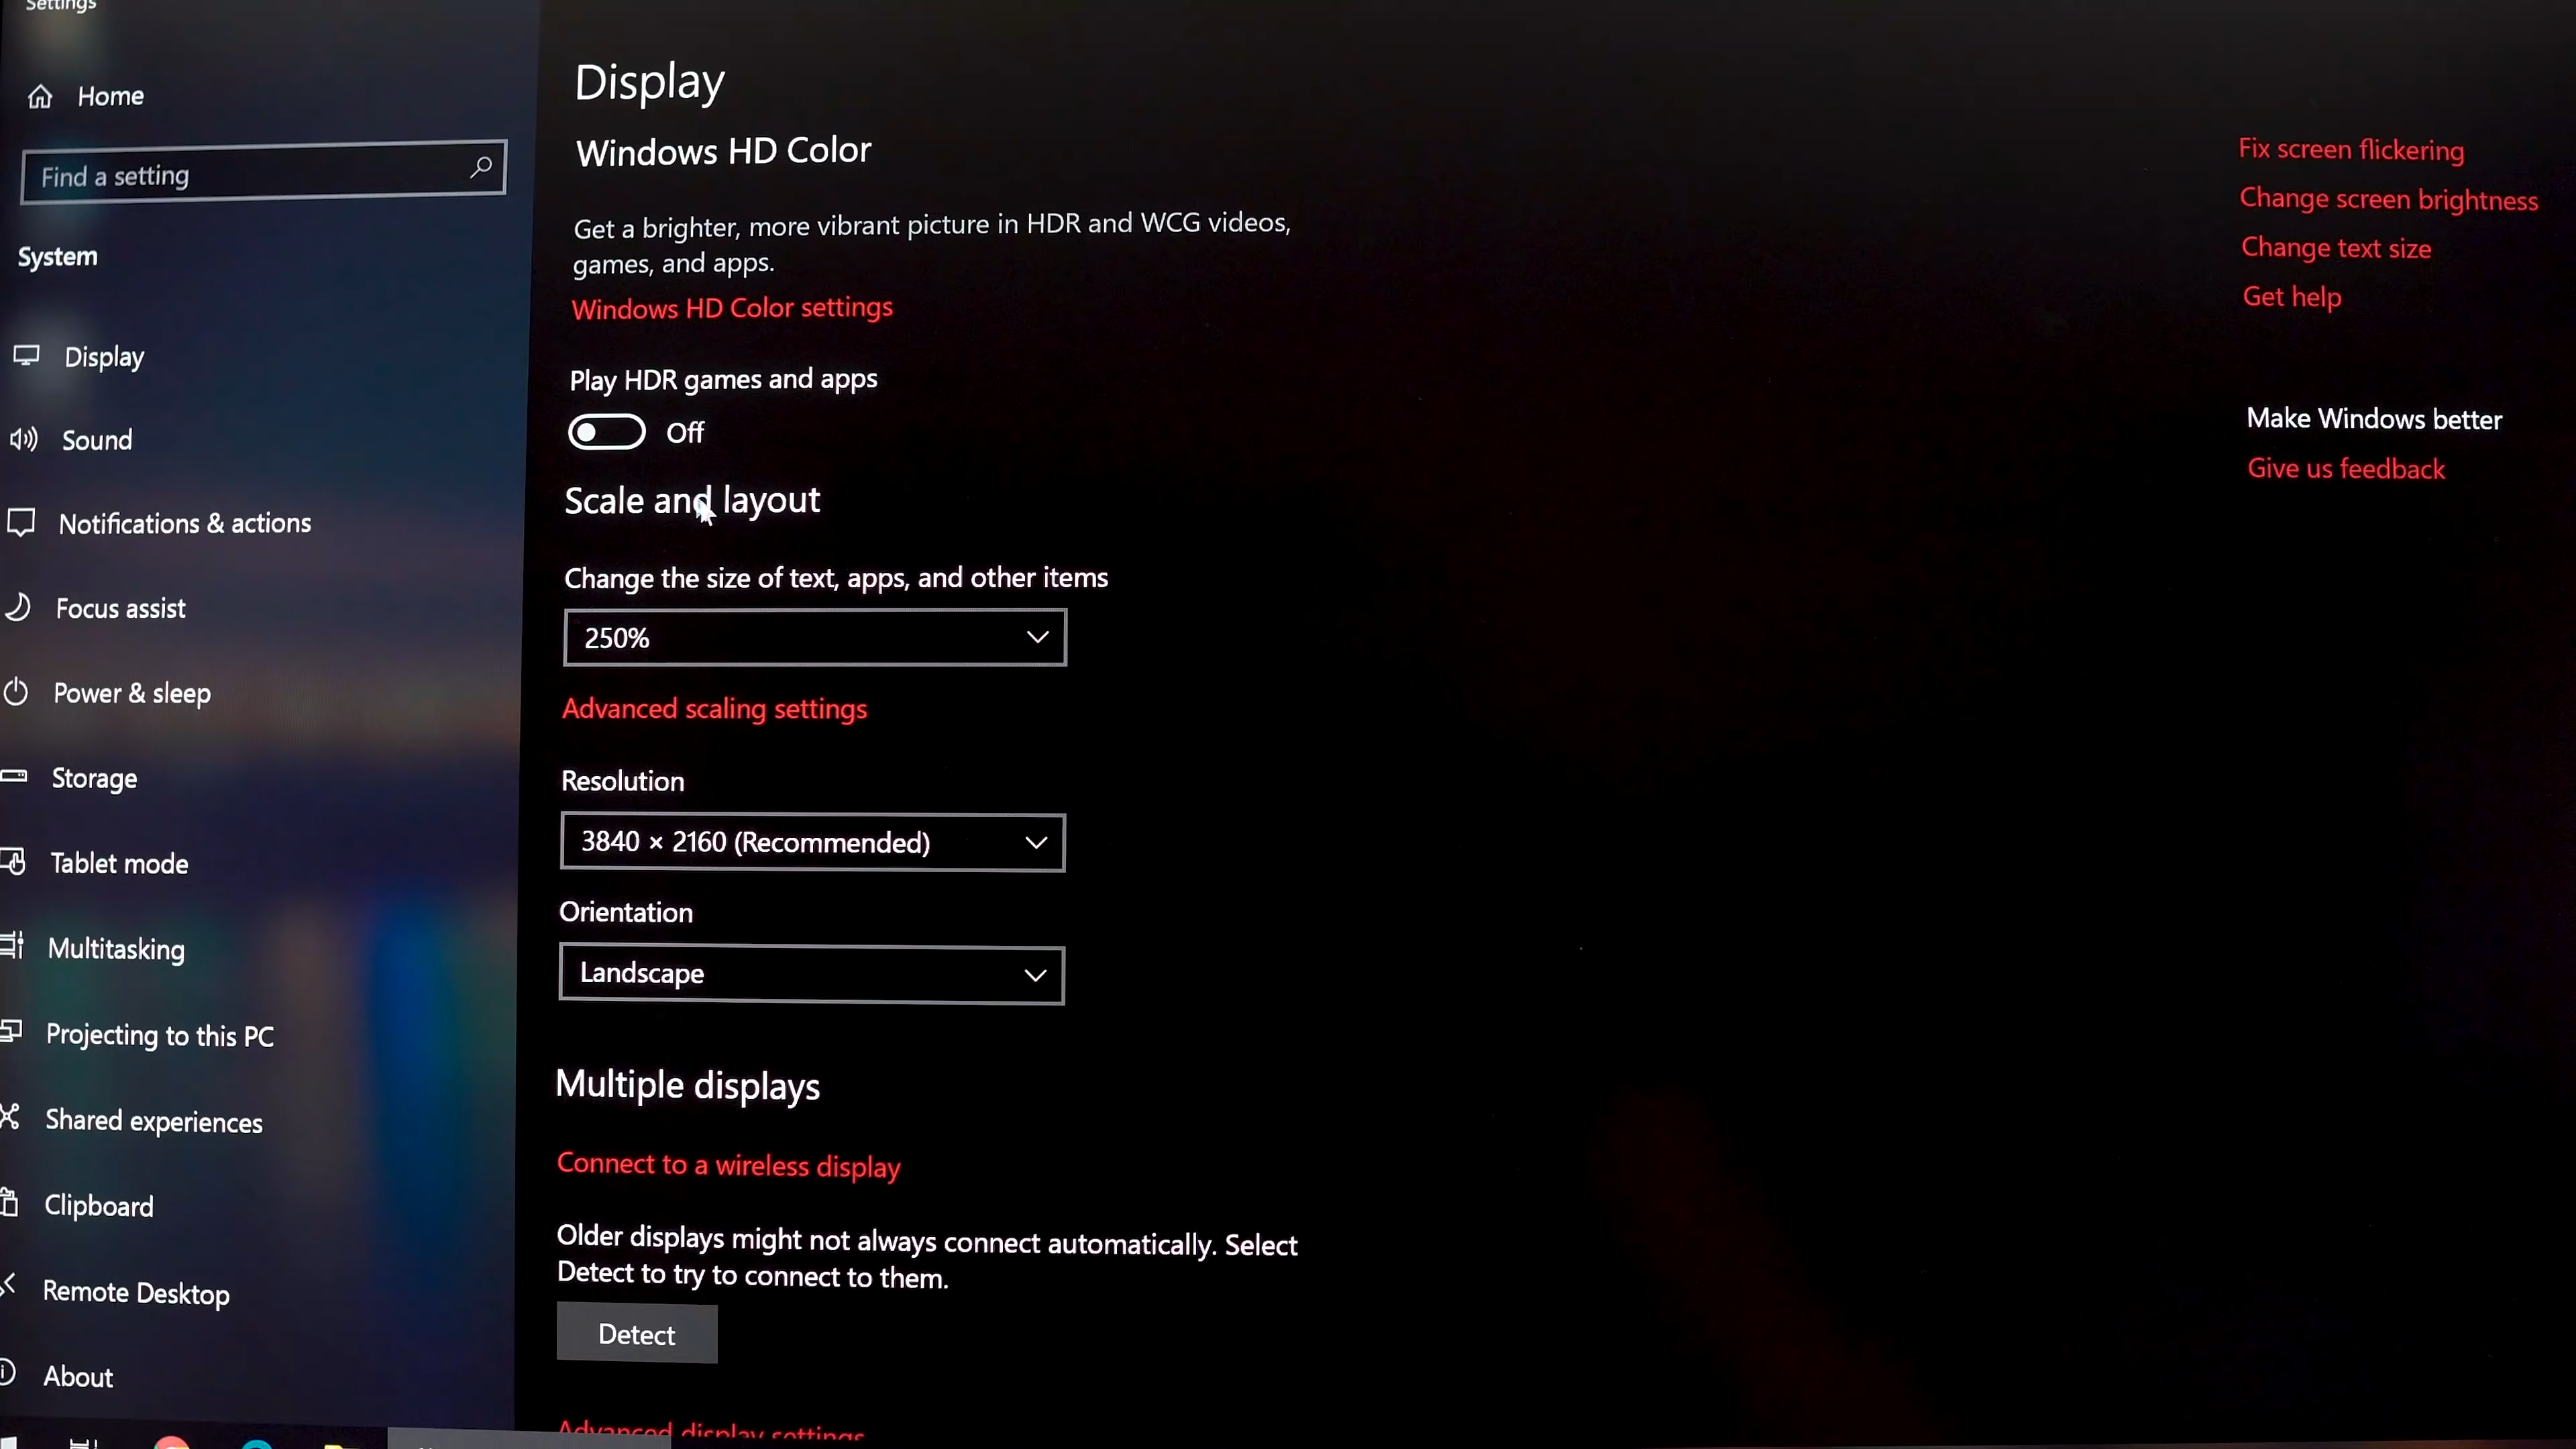 Settings
Home
Find a setting
System
Display
Sound
Notifications & actions
Focus assist
Power & sleep
Storage
Tablet mode
Multitasking
Projecting to this PC
Shared experiences
Clipboard
Remote Desktop
About
Display
Windows HD Color
Get a brighter, more vibrant picture in HDR and WCG videos,
games, and apps.
Windows HD Color settings
Play HDR games and apps
Off
Scale and layout
Change the size of text, apps, and other items
250%
Advanced scaling settings
Resolution
3840 × 2160 (Recommended)
Orientation
Landscape
Multiple displays
Connect to a wireless display
Older displays might not always connect automatically. Select
Detect to try to connect to them.
Detect
Advanced display settings
Fix screen flickering
Change screen brightness
Change text size
Get help
Make Windows better
Give us feedback